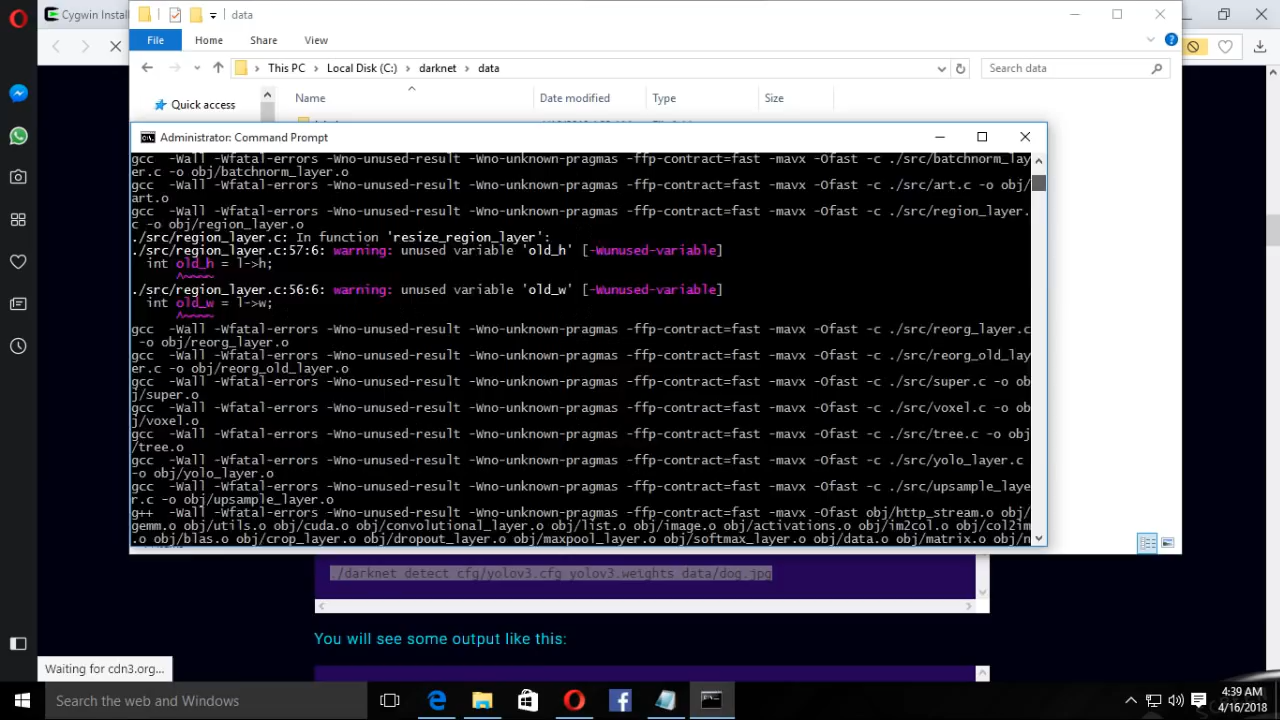 Cygwin Install
data
File
Home
Share
View
This PC
Local Disk (C:)
darknet
data
Search data
Quick access
Name
Date modified
Type
Size
Administrator: Command Prompt
gcc -Wall -Wfatal-errors -Wno-unused-result -Wno-unknown-pragmas -ffp-contract=fast -mavx -Ofast -c ./src/batchnorm_lay
er.c -o obj/batchnorm_layer.o
gcc -Wall -Wfatal-errors -Wno-unused-result -Wno-unknown-pragmas -ffp-contract=fast -mavx -Ofast -c ./src/art.c -o obj/
art.o
gcc -Wall -Wfatal-errors -Wno-unused-result -Wno-unknown-pragmas -ffp-contract=fast -mavx -Ofast -c ./src/region_layer.
c -o obj/region_layer.o
./src/region_layer.c: In function 'resize_region_layer':
./src/region_layer.c:57:6: warning: unused variable 'old_h' [-Wunused-variable]
int old_h = l->h;
^~~~~
./src/region_layer.c:56:6: warning: unused variable 'old_w' [-Wunused-variable]
int old_w = l->w;
^~~~~
gcc -Wall -Wfatal-errors -Wno-unused-result -Wno-unknown-pragmas -ffp-contract=fast -mavx -Ofast -c ./src/reorg_layer.c
-o obj/reorg_layer.o
gcc -Wall -Wfatal-errors -Wno-unused-result -Wno-unknown-pragmas -ffp-contract=fast -mavx -Ofast -c ./src/reorg_old_lay
er.c -o obj/reorg_old_layer.o
gcc -Wall -Wfatal-errors -Wno-unused-result -Wno-unknown-pragmas -ffp-contract=fast -mavx -Ofast -c ./src/super.c -o ob
j/super.o
gcc -Wall -Wfatal-errors -Wno-unused-result -Wno-unknown-pragmas -ffp-contract=fast -mavx -Ofast -c ./src/voxel.c -o ob
j/voxel.o
gcc -Wall -Wfatal-errors -Wno-unused-result -Wno-unknown-pragmas -ffp-contract=fast -mavx -Ofast -c ./src/tree.c -o obj
/tree.o
gcc -Wall -Wfatal-errors -Wno-unused-result -Wno-unknown-pragmas -ffp-contract=fast -mavx -Ofast -c ./src/yolo_layer.c
-o obj/yolo_layer.o
gcc -Wall -Wfatal-errors -Wno-unused-result -Wno-unknown-pragmas -ffp-contract=fast -mavx -Ofast -c ./src/upsample_laye
r.c -o obj/upsample_layer.o
g++ -Wall -Wfatal-errors -Wno-unused-result -Wno-unknown-pragmas -ffp-contract=fast -mavx -Ofast obj/http_stream.o obj/
gemm.o obj/utils.o obj/cuda.o obj/convolutional_layer.o obj/list.o obj/image.o obj/activations.o obj/im2col.o obj/col2im
.o obj/blas.o obj/crop_layer.o obj/dropout_layer.o obj/maxpool_layer.o obj/softmax_layer.o obj/data.o obj/matrix.o obj/n
./darknet detect cfg/yolov3.cfg yolov3.weights data/dog.jpg
You will see some output like this:
Waiting for cdn3.org...
Search the web and Windows
4:39 AM
4/16/2018